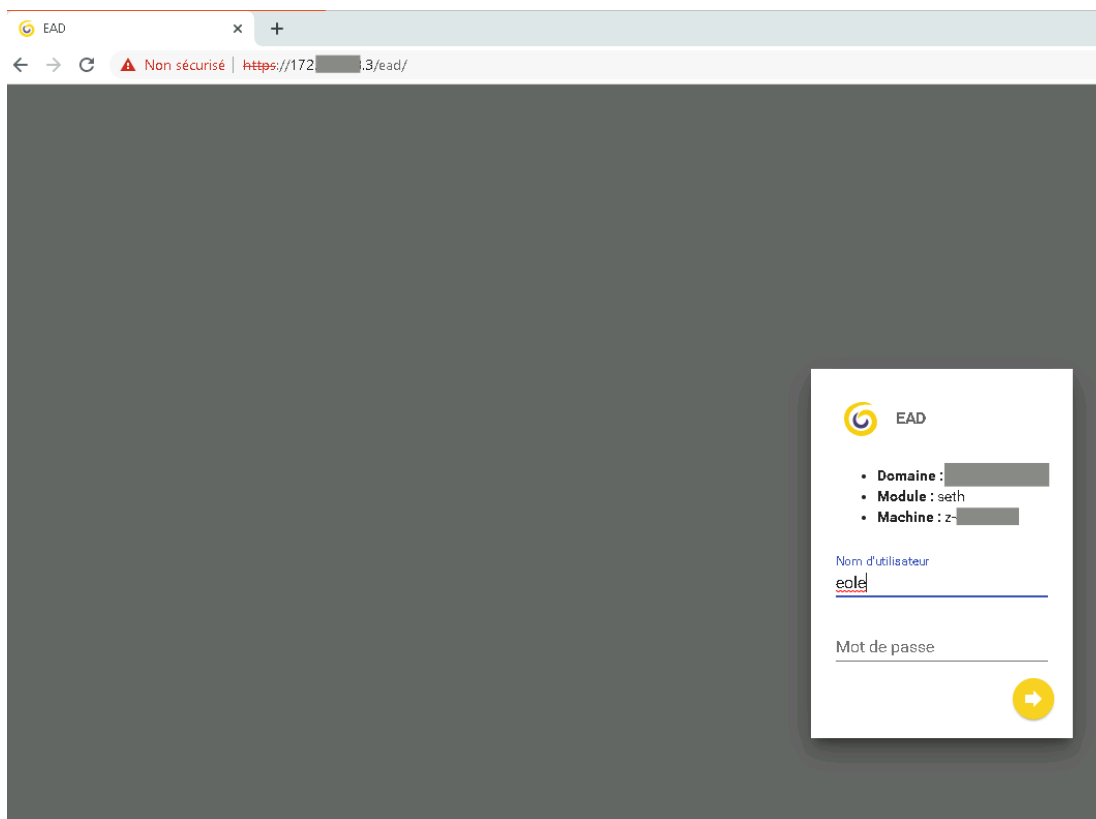 EAD
Non sécurisé | https://172. .3/ead/
EAD
Domaine :
Module : seth
Machine : z-
Nom d'utilisateur
eole
Mot de passe